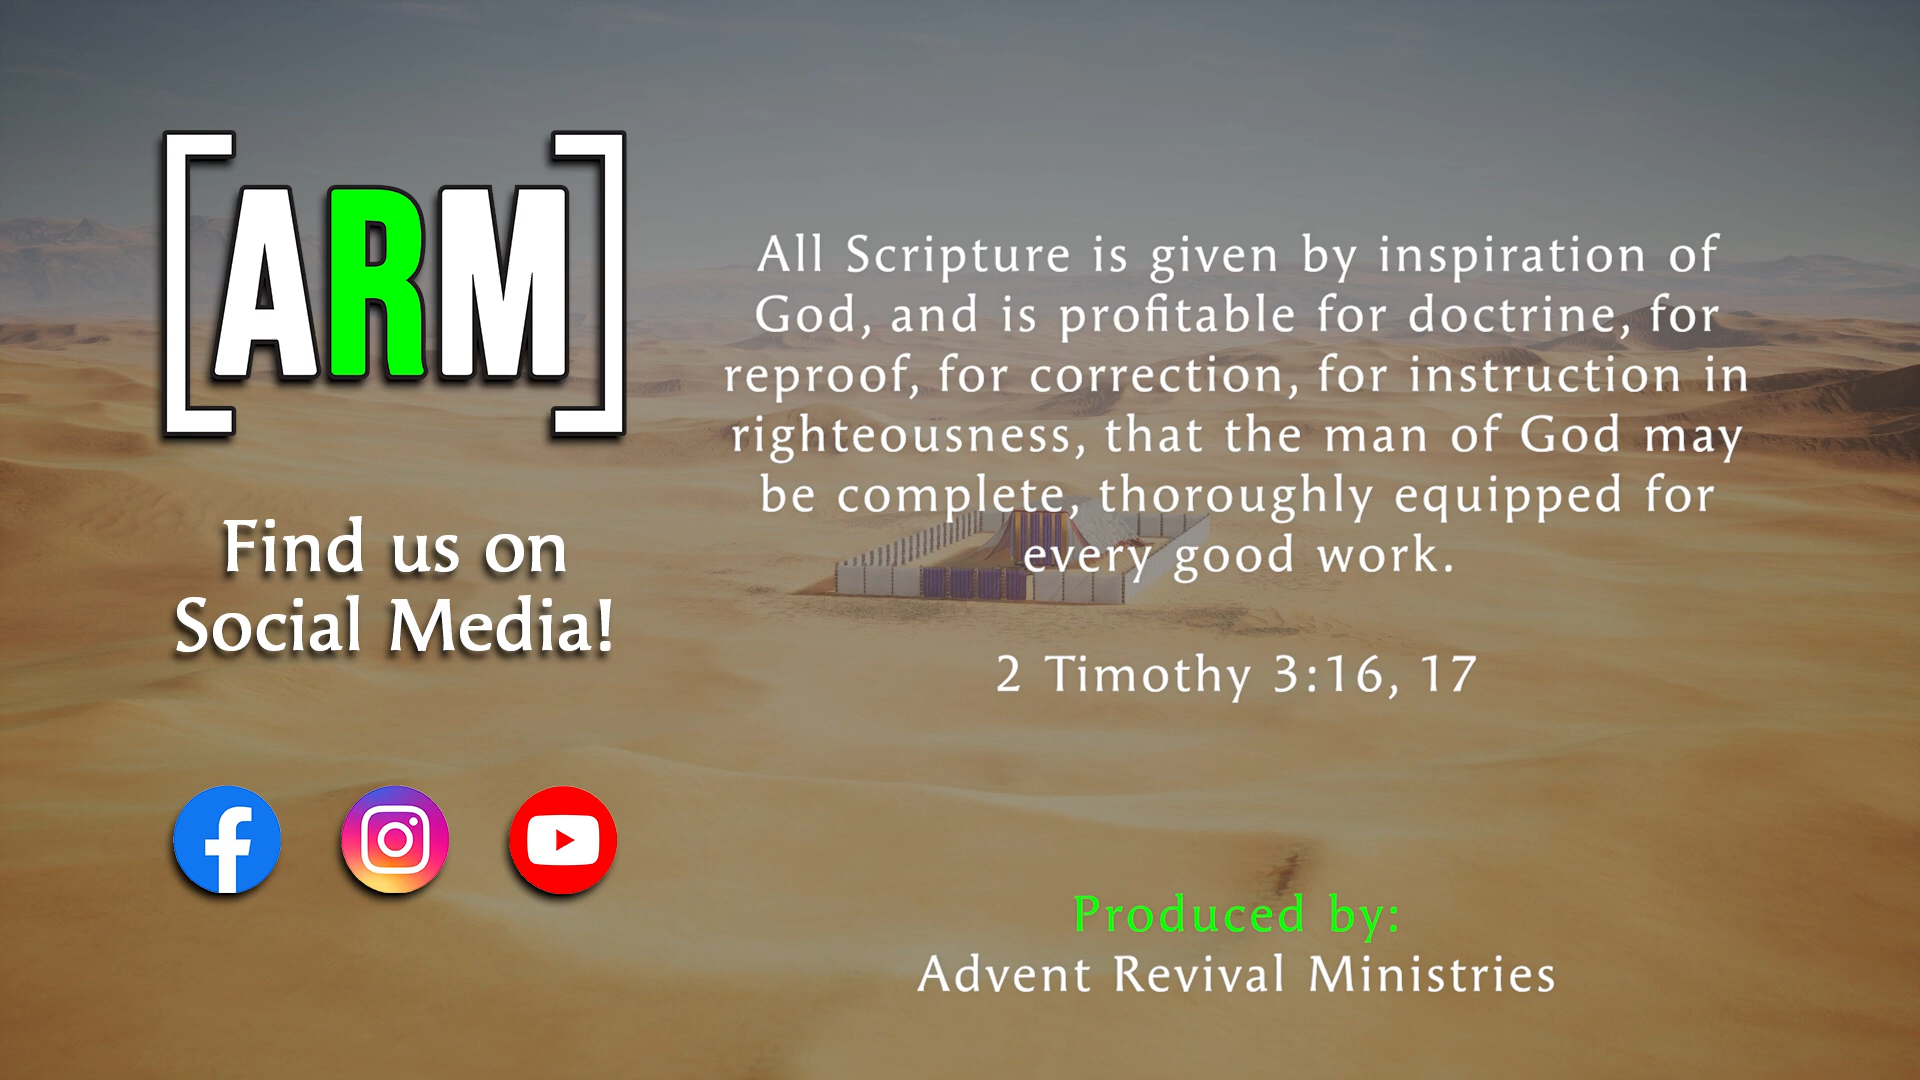 [ARM]
Find us on
Social Media!
All Scripture is given by inspiration of
God, and is profitable for doctrine, for
reproof, for correction, for instruction in
righteousness, that the man of God may
be complete, thoroughly equipped for
every good work.
2 Timothy 3:16, 17
Produced by:
Advent Revival Ministries